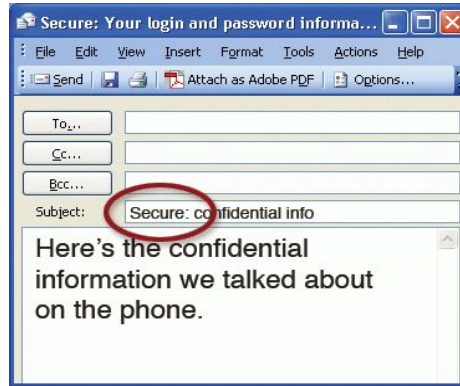 Secure: Your login and password informa...
File Edit View Insert Format Tools Actions Help
Send Attach as Adobe PDF Options...
To...
Cc...
Bcc...
Subject: Secure: confidential info
Here's the confidential
information we talked about
on the phone.